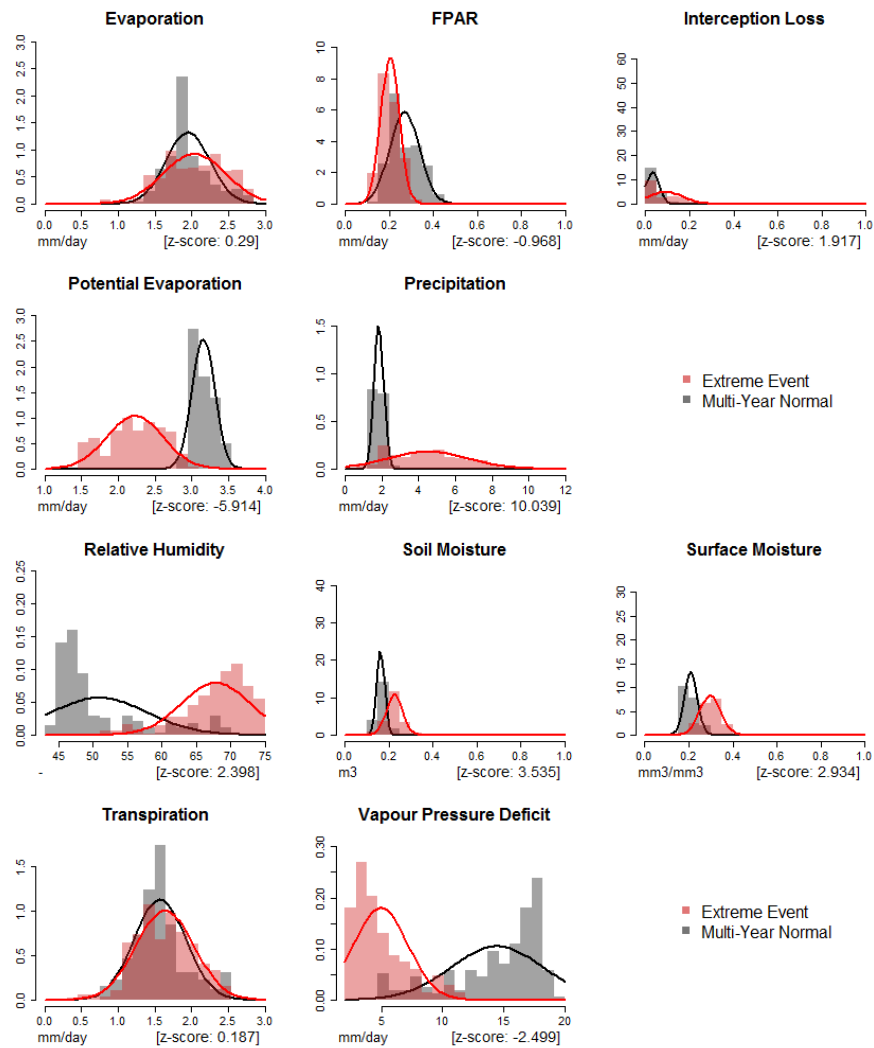 Evaporation
FPAR
Interception Loss
3.0
2.5
2.0
1.5
1.0
0.5
0.0
0.0 0.5 1.0 1.5 2.0 2.5 3.0
mm/day [z-score: 0.29]
10
8
6
4
2
0
0.0 0.2 0.4 0.6 0.8 1.0
mm/day [z-score: -0.968]
60
50
40
30
20
10
0
0.0 0.2 0.4 0.6 0.8 1.0
mm/day [z-score: 1.917]
Potential Evaporation
Precipitation
3.0
2.5
2.0
1.5
1.0
0.5
0.0
1.0 1.5 2.0 2.5 3.0 3.5 4.0
mm/day [z-score: -5.914]
1.5
1.0
0.5
0.0
0 2 4 6 8 10 12
mm/day [z-score: 10.039]
Extreme Event
Multi-Year Normal
Relative Humidity
Soil Moisture
Surface Moisture
0.25
0.20
0.15
0.10
0.05
0.00
45 50 55 60 65 70 75
- [z-score: 2.398]
40
30
20
10
0
0.0 0.2 0.4 0.6 0.8 1.0
m3 [z-score: 3.535]
30
25
20
15
10
5
0
0.0 0.2 0.4 0.6 0.8 1.0
mm3/mm3 [z-score: 2.934]
Transpiration
Vapour Pressure Deficit
1.5
1.0
0.5
0.0
0.0 0.5 1.0 1.5 2.0 2.5 3.0
mm/day [z-score: 0.187]
0.30
0.20
0.10
0.00
5 10 15 20
mm/day [z-score: -2.499]
Extreme Event
Multi-Year Normal